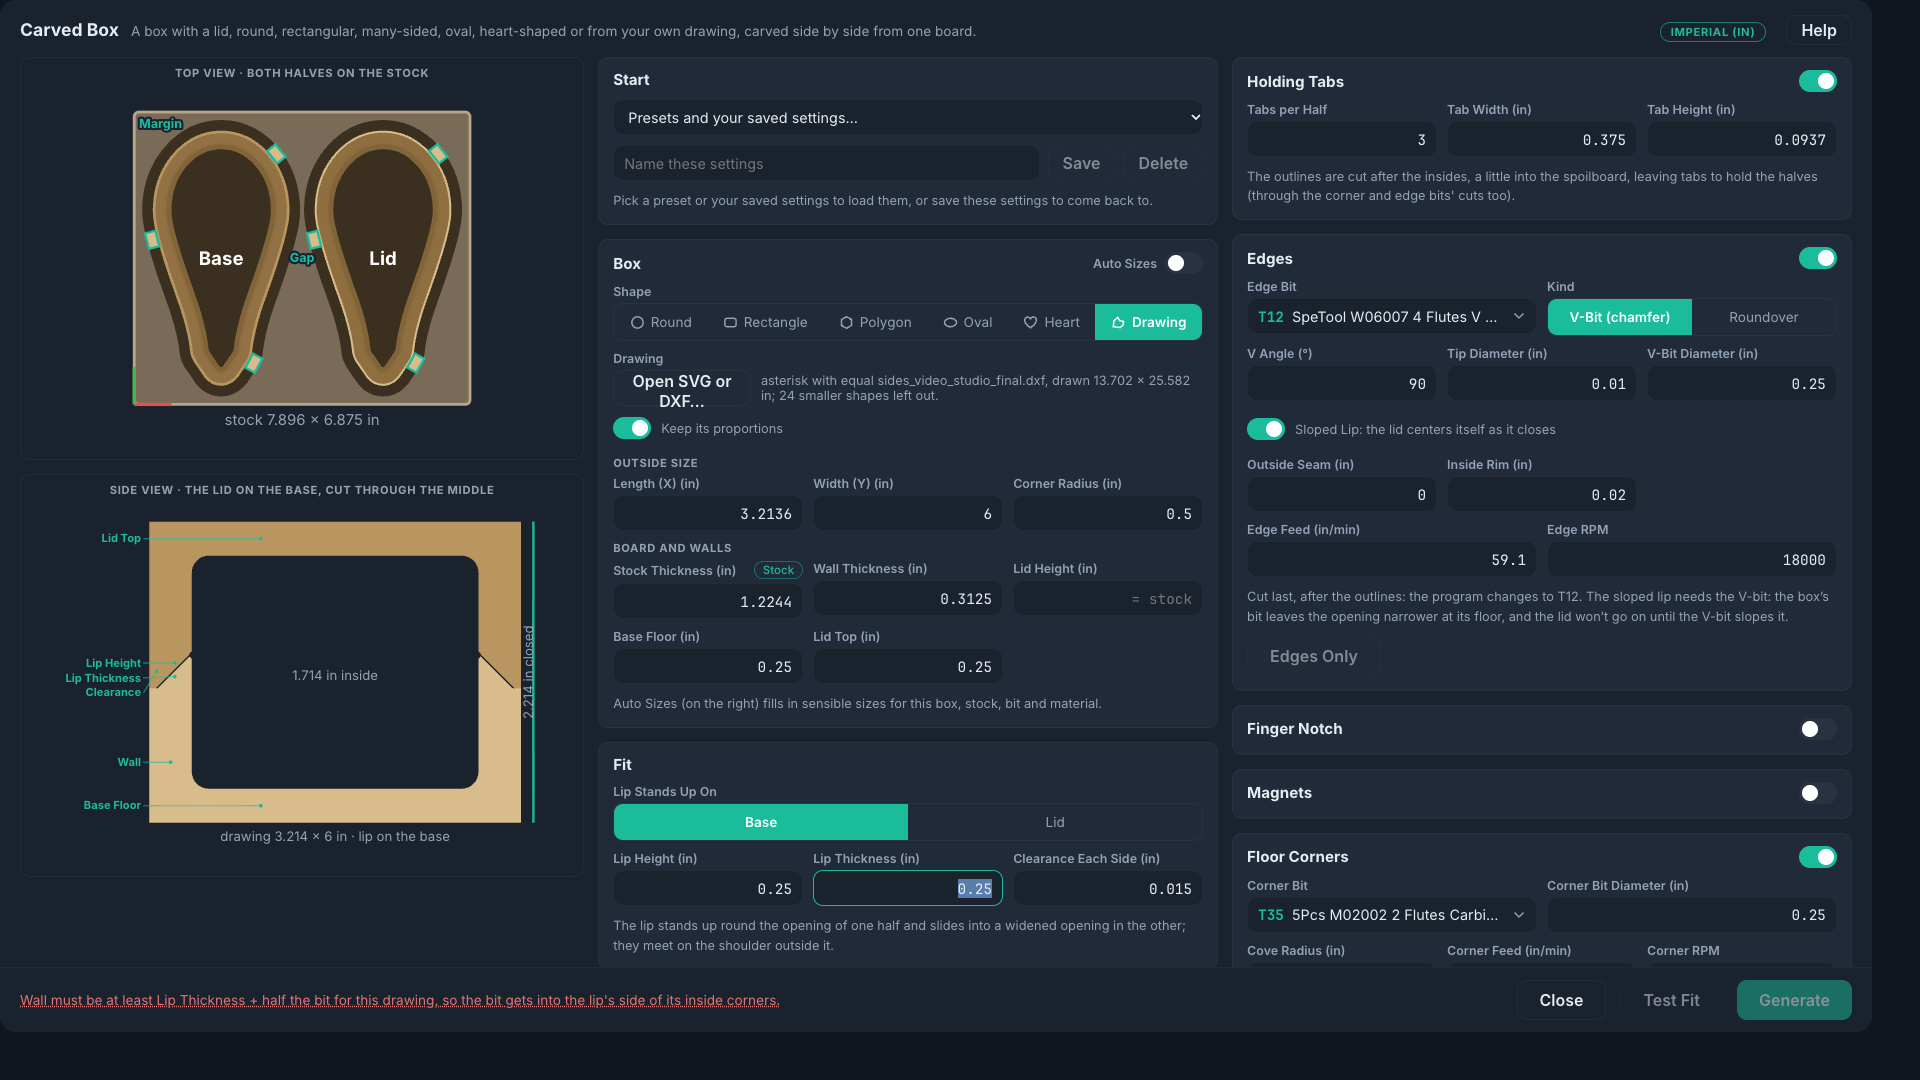 Carved Box
A box with a lid, round, rectangular, many-sided, oval, heart-shaped or from your own drawing, carved side by side from one board.
IMPERIAL (IN)
Help
TOP VIEW · BOTH HALVES ON THE STOCK
Margin
Base
Gap
Lid
stock 7.896 × 6.875 in
SIDE VIEW · THE LID ON THE BASE, CUT THROUGH THE MIDDLE
Lid Top
Lip Height
Lip Thickness
Clearance
1.714 in inside
2.214 in closed
Wall
Base Floor
drawing 3.214 × 6 in · lip on the base
Start
Presets and your saved settings...
Name these settings
Save
Delete
Pick a preset or your saved settings to load them, or save these settings to come back to.
Box
Auto Sizes
Shape
Round
Rectangle
Polygon
Oval
Heart
Drawing
Drawing
Open SVG or
DXF...
asterisk with equal sides_video_studio_final.dxf, drawn 13.702 × 25.582
in; 24 smaller shapes left out.
Keep its proportions
OUTSIDE SIZE
Length (X) (in)
Width (Y) (in)
Corner Radius (in)
3.2136
6
0.5
BOARD AND WALLS
Stock Thickness (in)
Stock
Wall Thickness (in)
Lid Height (in)
1.2244
0.3125
= stock
Base Floor (in)
Lid Top (in)
0.25
0.25
Auto Sizes (on the right) fills in sensible sizes for this box, stock, bit and material.
Fit
Lip Stands Up On
Base
Lid
Lip Height (in)
Lip Thickness (in)
Clearance Each Side (in)
0.25
0.25
0.015
The lip stands up round the opening of one half and slides into a widened opening in the other;
they meet on the shoulder outside it.
Holding Tabs
Tabs per Half
Tab Width (in)
Tab Height (in)
3
0.375
0.0937
The outlines are cut after the insides, a little into the spoilboard, leaving tabs to hold the halves
(through the corner and edge bits' cuts too).
Edges
Edge Bit
Kind
T12 SpeTool W06007 4 Flutes V ...
V-Bit (chamfer)
Roundover
V Angle (°)
Tip Diameter (in)
V-Bit Diameter (in)
90
0.01
0.25
Sloped Lip: the lid centers itself as it closes
Outside Seam (in)
Inside Rim (in)
0
0.02
Edge Feed (in/min)
Edge RPM
59.1
18000
Cut last, after the outlines: the program changes to T12. The sloped lip needs the V-bit: the box's
bit leaves the opening narrower at its floor, and the lid won't go on until the V-bit slopes it.
Edges Only
Finger Notch
Magnets
Floor Corners
Corner Bit
Corner Bit Diameter (in)
T35 5Pcs M02002 2 Flutes Carbi...
0.25
Cove Radius (in)
Corner Feed (in/min)
Corner RPM
Wall must be at least Lip Thickness + half the bit for this drawing, so the bit gets into the lip's side of its inside corners.
Close
Test Fit
Generate